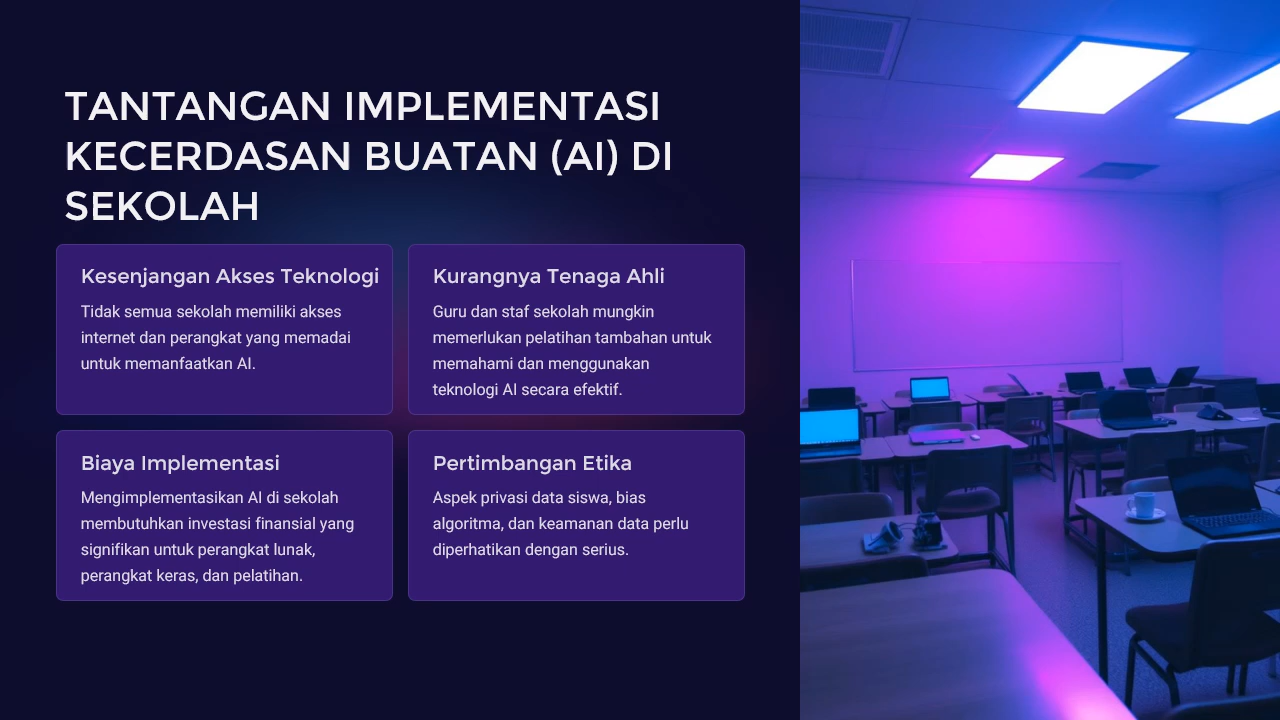 TANTANGAN IMPLEMENTASI
KECERDASAN BUATAN (AI) DI
SEKOLAH
Kesenjangan Akses Teknologi
Tidak semua sekolah memiliki akses
internet dan perangkat yang memadai
untuk memanfaatkan AI.
Kurangnya Tenaga Ahli
Guru dan staf sekolah mungkin
memerlukan pelatihan tambahan untuk
memahami dan menggunakan
teknologi AI secara efektif.
Biaya Implementasi
Mengimplementasikan AI di sekolah
membutuhkan investasi finansial yang
signifikan untuk perangkat lunak,
perangkat keras, dan pelatihan.
Pertimbangan Etika
Aspek privasi data siswa, bias
algoritma, dan keamanan data perlu
diperhatikan dengan serius.